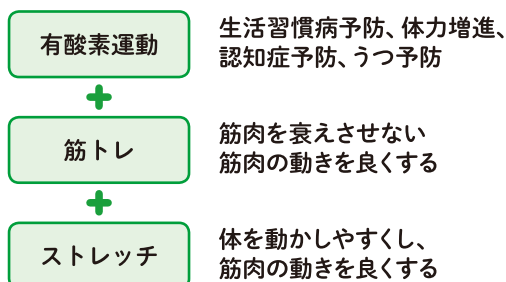 有酸素運動
生活習慣病予防、体力増進、
認知症予防、うつ予防
+
筋トレ
筋肉を衰えさせない
筋肉の動きを良くする
+
ストレッチ
体を動かしやすくし、
筋肉の動きを良くする